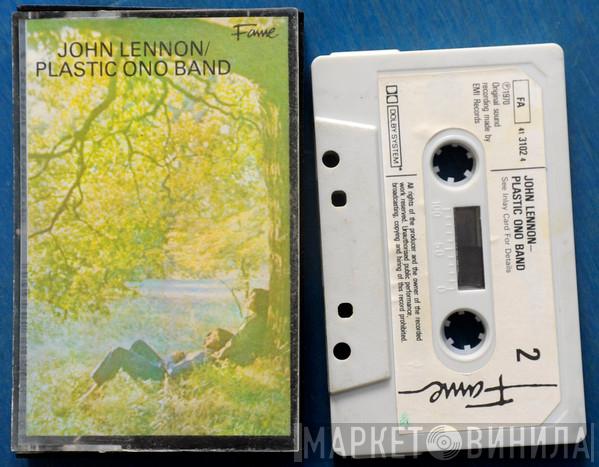 Fame
JOHN LENNON/
PLASTIC ONO BAND
FA
41 3102 4
℗1970
Original sound
recording made by
EMI Records
DOLBY SYSTEM
JOHN LENNON–
PLASTIC ONO BAND
See Inlay Card For Details
All rights of the producer and the owner of the recorded
work reserved. Unauthorised public performance,
broadcasting, copying and hiring of this record prohibited.
100
50
0
2
Fame
МАРКЕТ ВИНИЛА